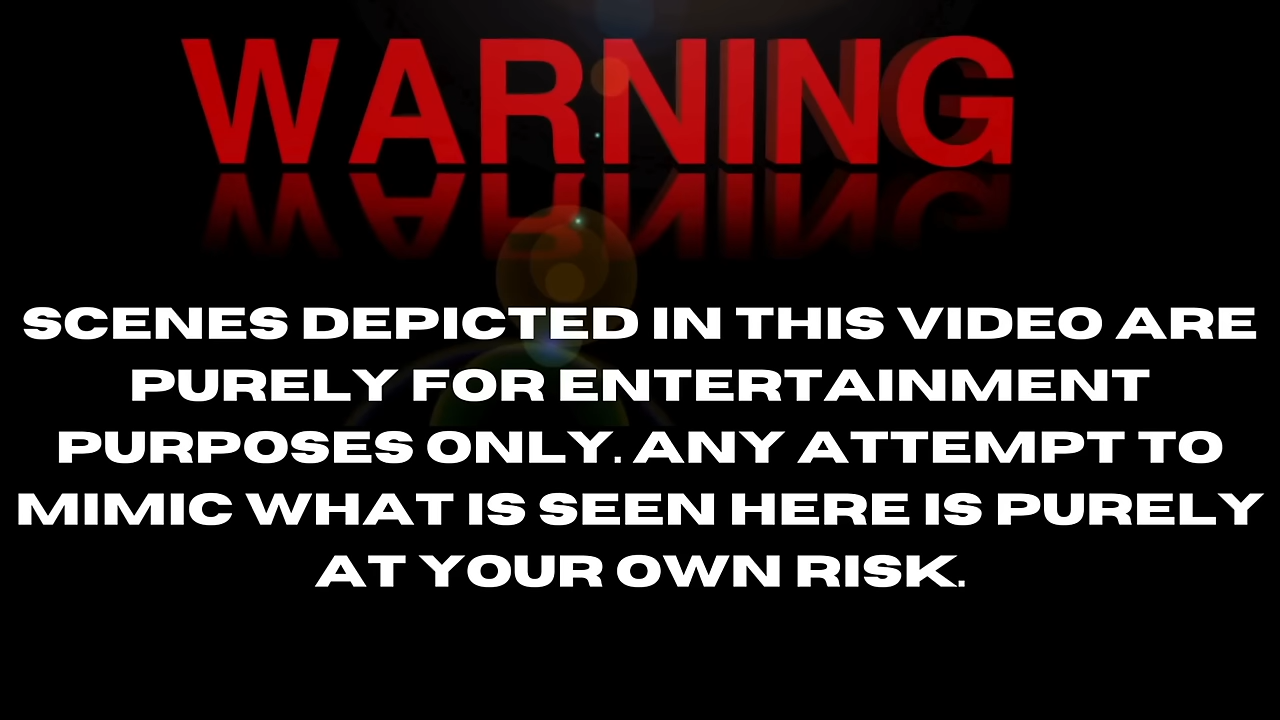 WARNING
SCENES DEPICTED IN THIS VIDEO ARE
PURELY FOR ENTERTAINMENT
PURPOSES ONLY. ANY ATTEMPT TO
MIMIC WHAT IS SEEN HERE IS PURELY
AT YOUR OWN RISK.